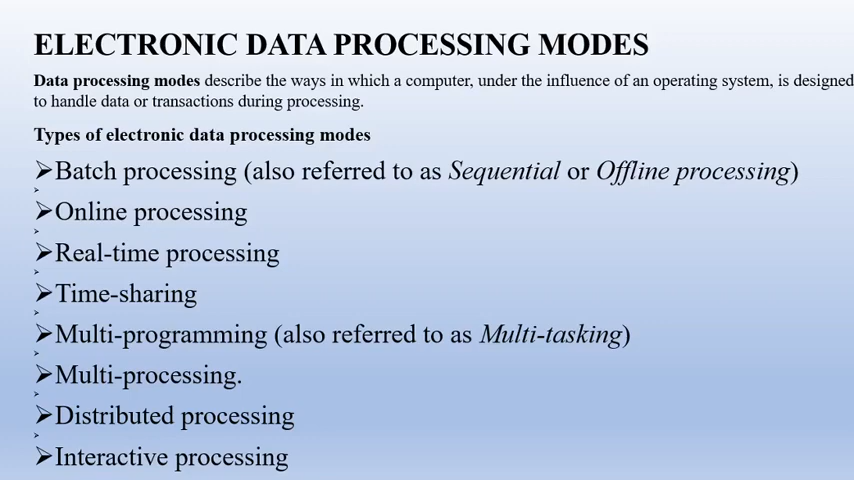 ELECTRONIC DATA PROCESSING MODES
Data processing modes describe the ways in which a computer, under the influence of an operating system, is designed
to handle data or transactions during processing.
Types of electronic data processing modes
➢Batch processing (also referred to as Sequential or Offline processing)
➢Online processing
➢Real-time processing
➢Time-sharing
➢Multi-programming (also referred to as Multi-tasking)
➢Multi-processing.
➢Distributed processing
➢Interactive processing